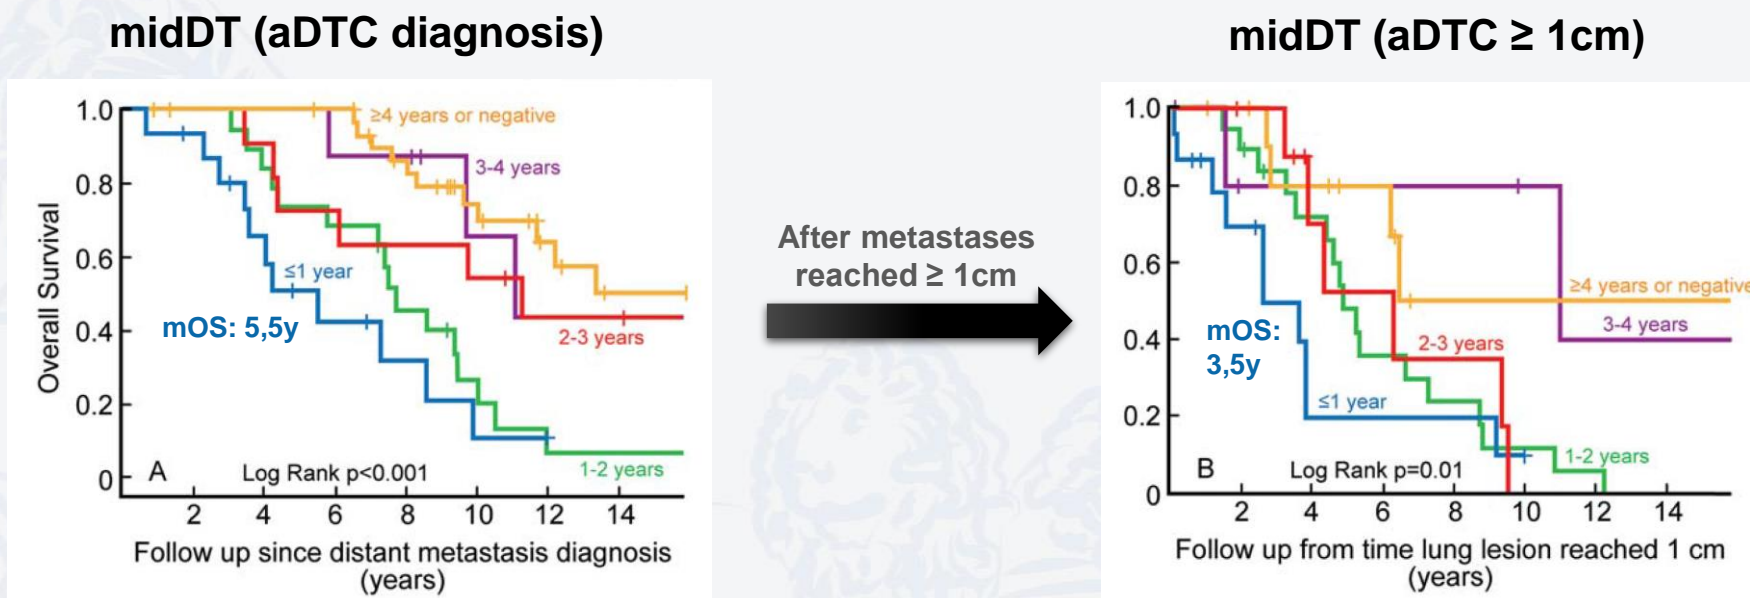 midDT (aDTC diagnosis)
1.0
0.8
0.6
0.4
0.2
0
Overall Survival
≥4 years or negative
3-4 years
≤1 year
mOS: 5,5y
2-3 years
1-2 years
A
Log Rank p<0.001
2 4 6 8 10 12 14
Follow up since distant metastasis diagnosis
(years)
After metastases
reached ≥ 1cm
midDT (aDTC ≥ 1cm)
1.0
0.8
0.6
0.4
0.2
0
≥4 years or negative
3-4 years
mOS:
3,5y
2-3 years
≤1 year
1-2 years
B
Log Rank p=0.01
2 4 6 8 10 12 14
Follow up from time lung lesion reached 1 cm
(years)